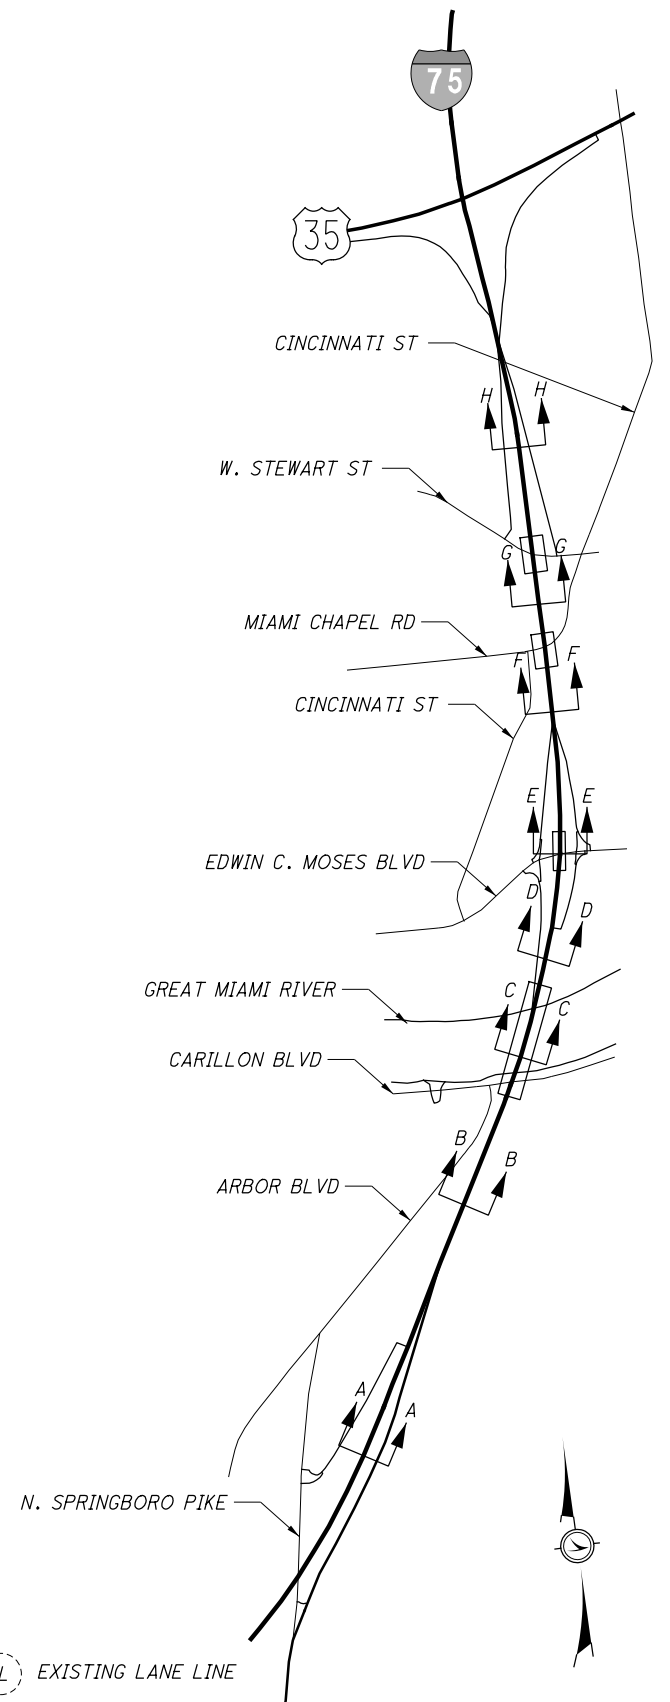 75
35
CINCINNATI ST
H H
W. STEWART ST
G G
MIAMI CHAPEL RD
F F
CINCINNATI ST
E E
EDWIN C. MOSES BLVD
D D
GREAT MIAMI RIVER
C C
CARILLON BLVD
B B
ARBOR BLVD
A A
N. SPRINGBORO PIKE
L EXISTING LANE LINE